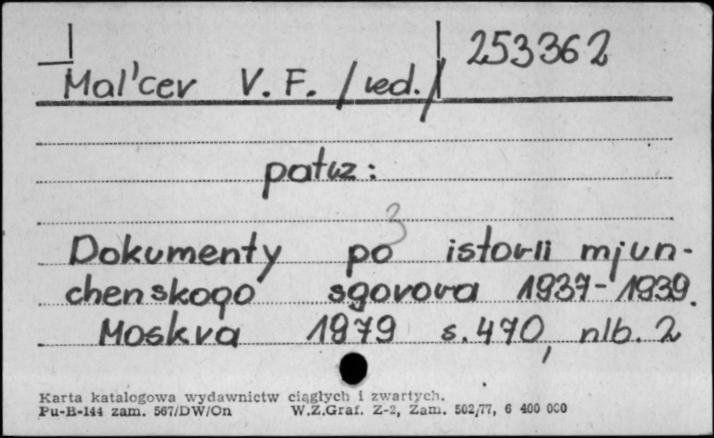 253362
Mal'cev V. F. /red./
patrz:
3
Dokumenty po istorii mjun-
chenskogo sgovora 1937-1939.
Moskva 1979 s. 470, nlb. 2
Karta katalogowa wydawnictw ciągłych i zwartych.
Pu-B-144 zam. 567/DW/On W.Z.Graf. Z-2, Zam. 502/77, 6 400 000